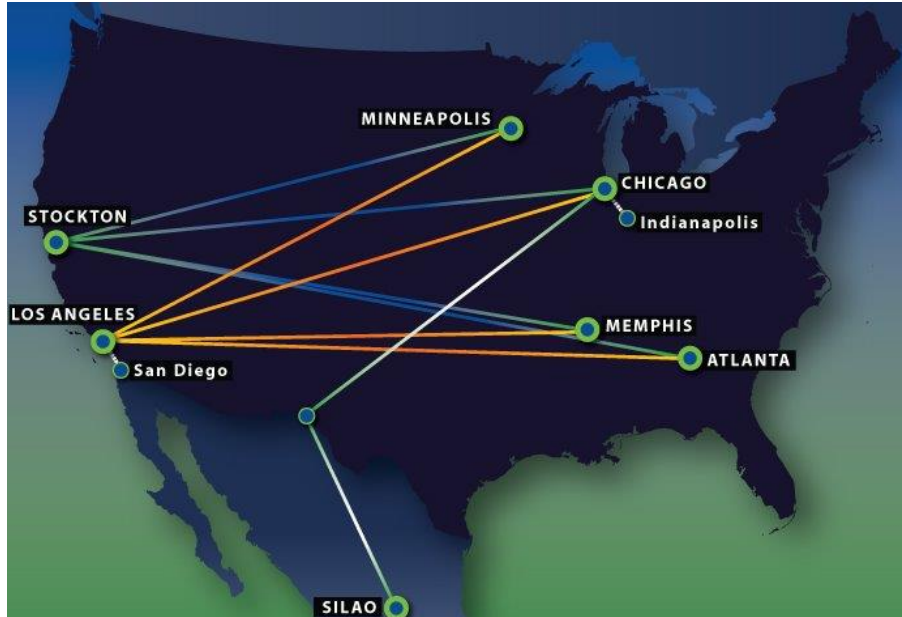 MINNEAPOLIS
CHICAGO
STOCKTON
Indianapolis
LOS ANGELES
MEMPHIS
ATLANTA
San Diego
SILAO